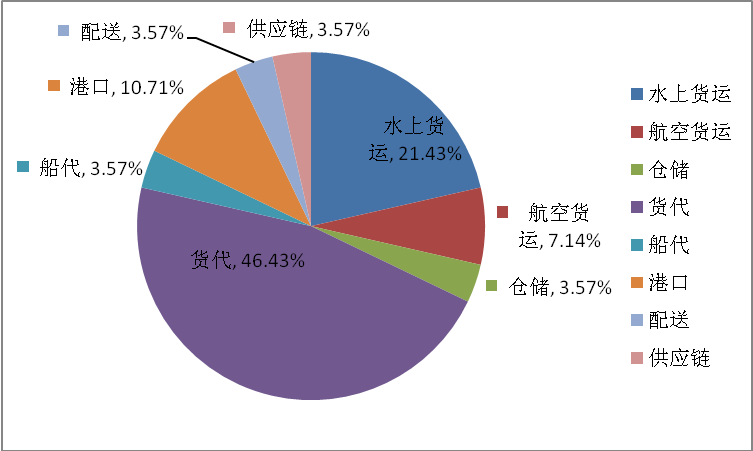 配送, 3.57%
供应链, 3.57%
港口, 10.71%
船代, 3.57%
水上货
运, 21.43%
航空货
运, 7.14%
仓储, 3.57%
货代, 46.43%
水上货运
航空货运
仓储
货代
船代
港口
配送
供应链